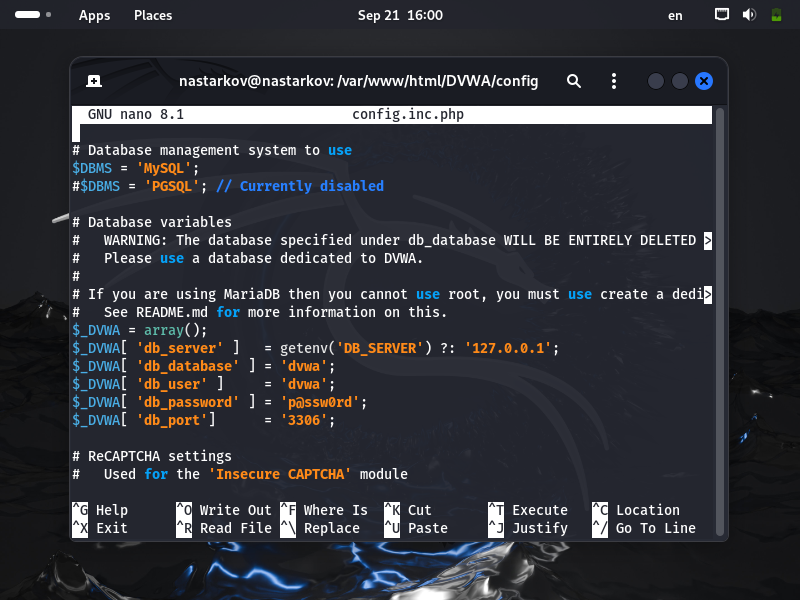 Apps Places Sep 21 16:00 en
nastarkov@nastarkov: /var/www/html/DVWA/config
GNU nano 8.1 config.inc.php
# Database management system to use
$DBMS = 'MySQL';
#$DBMS = 'PGSQL'; // Currently disabled
# Database variables
#   WARNING: The database specified under db_database WILL BE ENTIRELY DELETED >
#   Please use a database dedicated to DVWA.
#
# If you are using MariaDB then you cannot use root, you must use create a dedi>
#   See README.md for more information on this.
$_DVWA = array();
$_DVWA[ 'db_server' ]   = getenv('DB_SERVER') ?: '127.0.0.1';
$_DVWA[ 'db_database' ] = 'dvwa';
$_DVWA[ 'db_user' ]     = 'dvwa';
$_DVWA[ 'db_password' ] = 'p@ssw0rd';
$_DVWA[ 'db_port']      = '3306';
# ReCAPTCHA settings
#   Used for the 'Insecure CAPTCHA' module
^G Help ^O Write Out ^F Where Is ^K Cut ^T Execute ^C Location
^X Exit ^R Read File ^\ Replace ^U Paste ^J Justify ^/ Go To Line